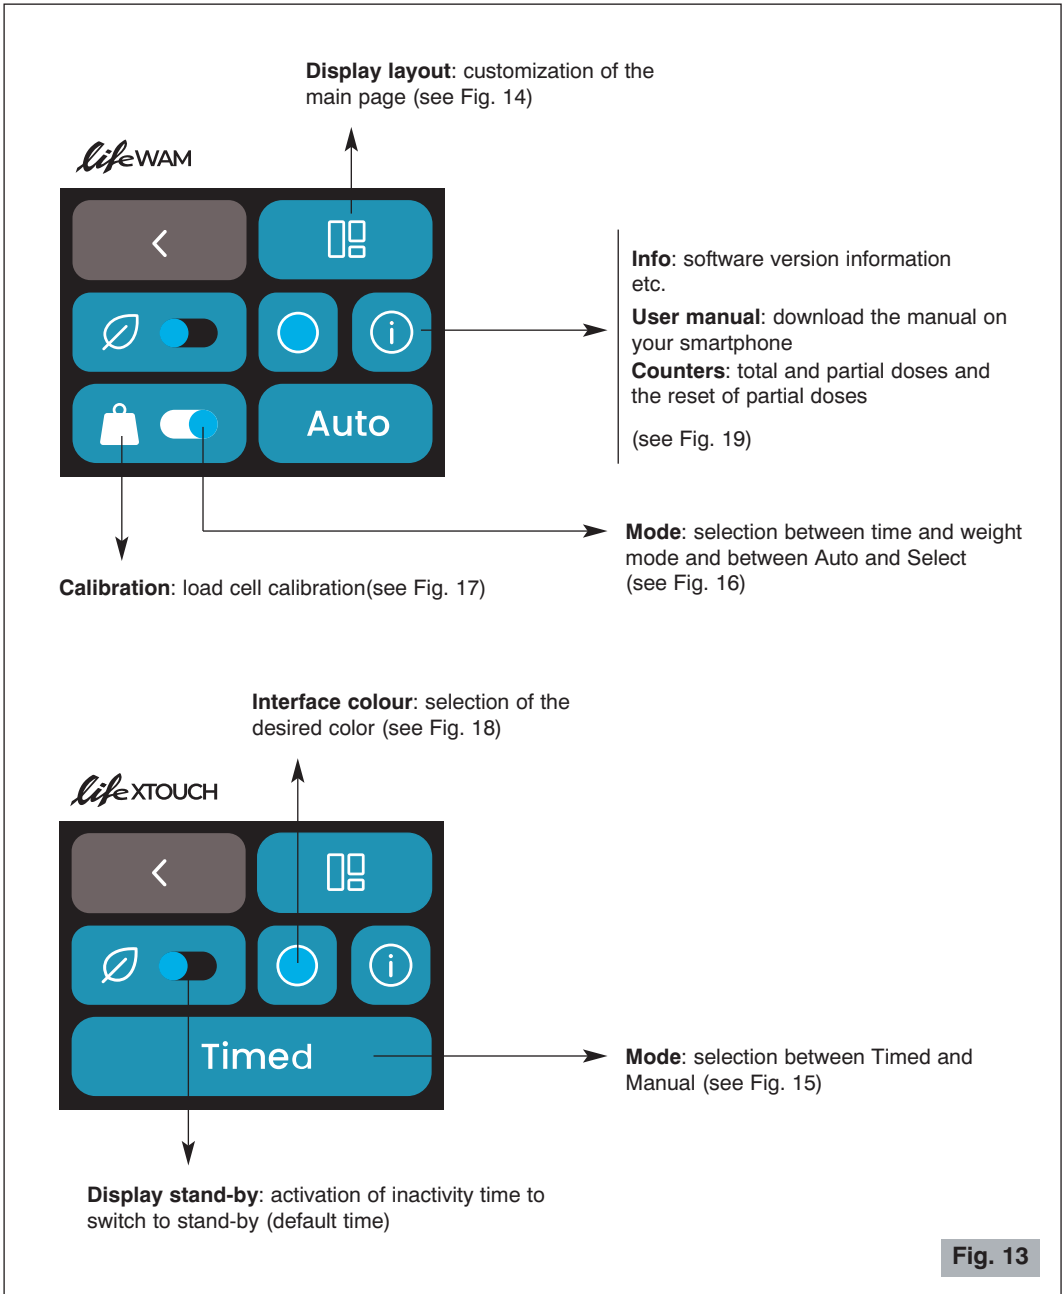 Display layout: customization of the
main page (see Fig. 14)
lifeWAM
Info: software version information
etc.
User manual: download the manual on
your smartphone
Counters: total and partial doses and
the reset of partial doses
(see Fig. 19)
Auto
Mode: selection between time and weight
mode and between Auto and Select
(see Fig. 16)
Calibration: load cell calibration(see Fig. 17)
Interface colour: selection of the
desired color (see Fig. 18)
lifeXTOUCH
Timed
Mode: selection between Timed and
Manual (see Fig. 15)
Display stand-by: activation of inactivity time to
switch to stand-by (default time)
Fig. 13